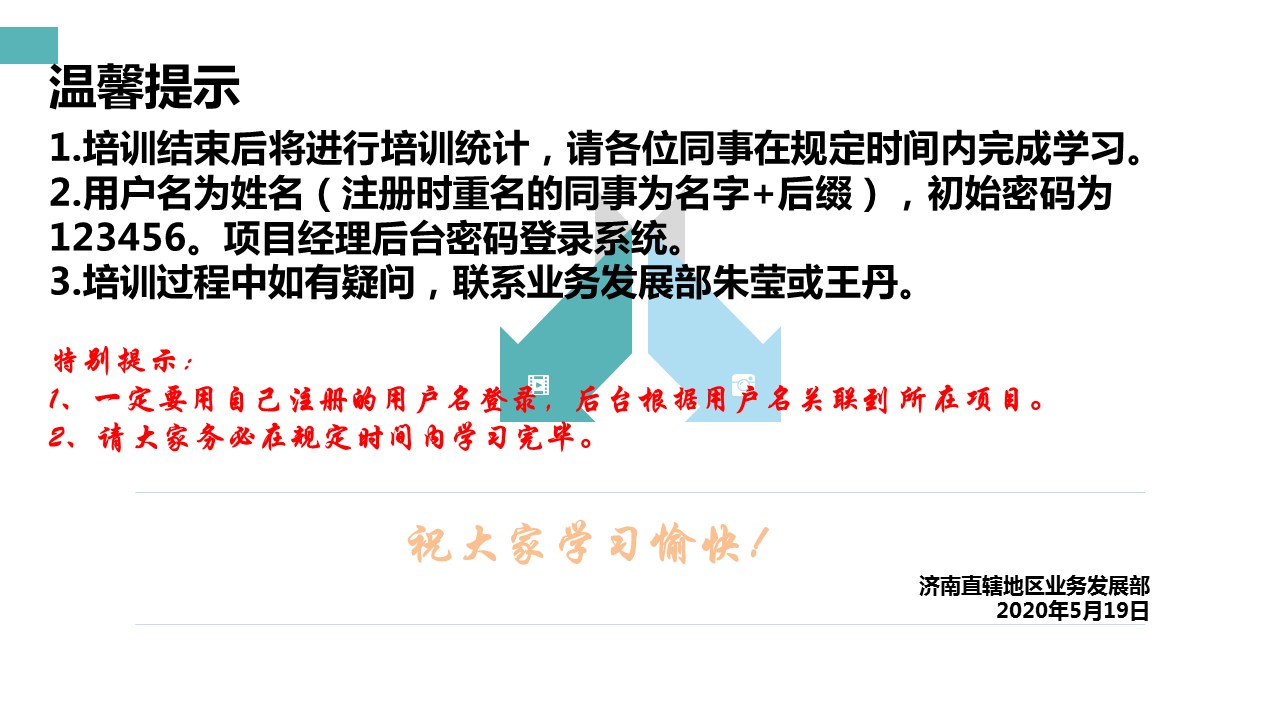 温馨提示
1.培训结束后将进行培训统计，请各位同事在规定时间内完成学习。
2.用户名为姓名（注册时重名的同事为名字+后缀），初始密码为
123456。项目经理后台密码登录系统。
3.培训过程中如有疑问，联系业务发展部朱莹或王丹。
特别提示：
1、一定要用自己注册的用户名登录，后台根据用户名关联到所在项目。
2、请大家务必在规定时间内学习完毕。
祝大家学习愉快！
济南直辖地区业务发展部
2020年5月19日